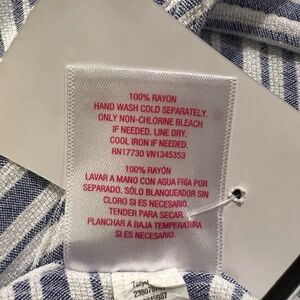 100% RAYON
HAND WASH COLD SEPARATELY,
ONLY NON-CHLORINE BLEACH
IF NEEDED. LINE DRY.
COOL IRON IF NEEDED.
RN17730 VN1345353
100% RAYÓN
LAVAR A MANO CON AGUA FRIA POR
SEPARADO. SÓLO BLANQUEADOR SIN
CLORO SI ES NECESARIO.
TENDER PARA SECAR.
PLANCHAR A BAJA TEMPERATURA
SI ES NECESARIO.